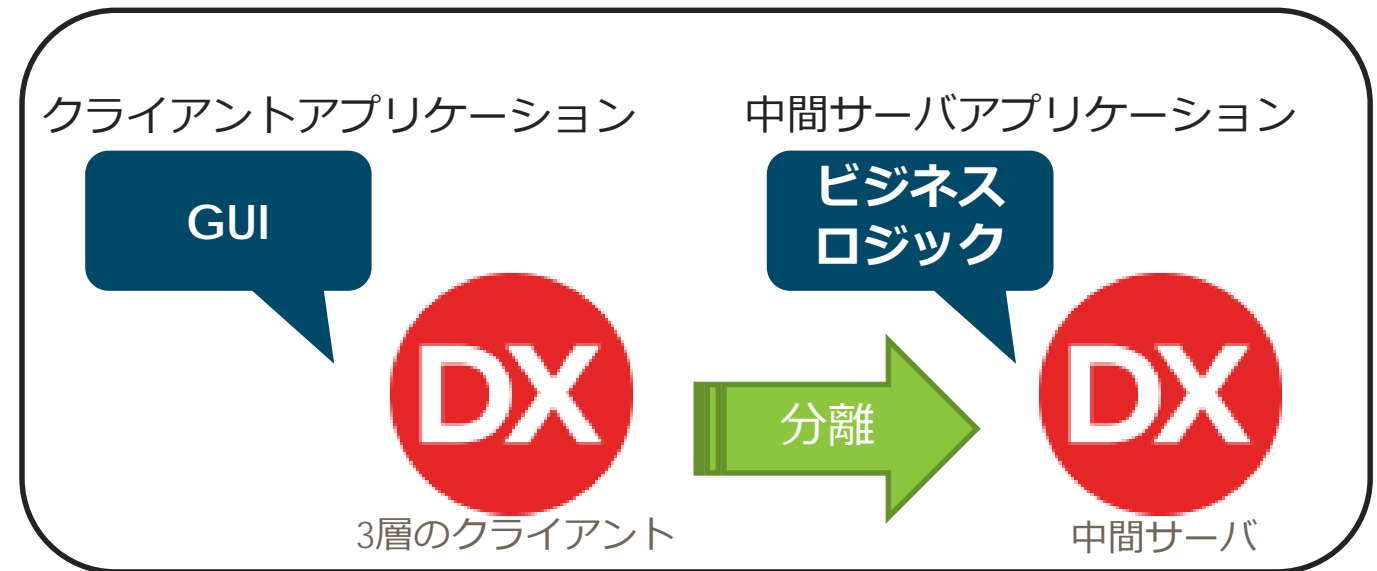 クライアントアプリケーション
中間サーバアプリケーション
GUI
ビジネス
ロジック
DX
分離
DX
3層のクライアント
中間サーバ